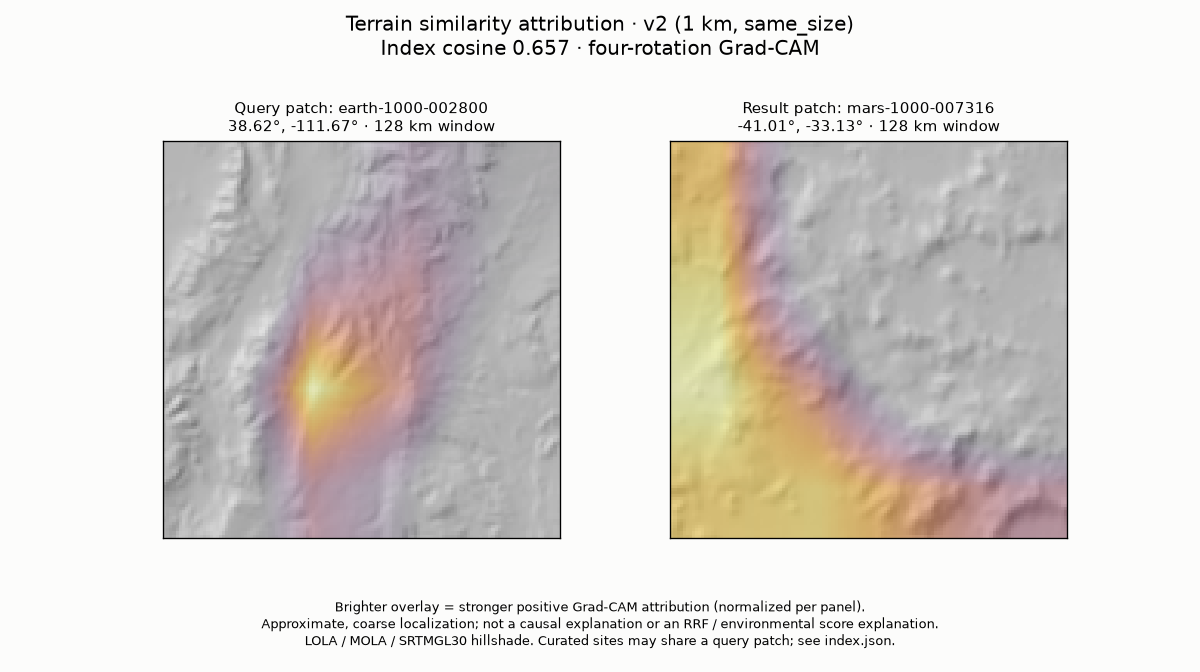 Terrain similarity attribution · v2 (1 km, same_size)
Index cosine 0.657 · four-rotation Grad-CAM
Query patch: earth-1000-002800
38.62°, -111.67° · 128 km window
Result patch: mars-1000-007316
-41.01°, -33.13° · 128 km window
Brighter overlay = stronger positive Grad-CAM attribution (normalized per panel).
Approximate, coarse localization; not a causal explanation or an RRF / environmental score explanation.
LOLA / MOLA / SRTMGL30 hillshade. Curated sites may share a query patch; see index.json.